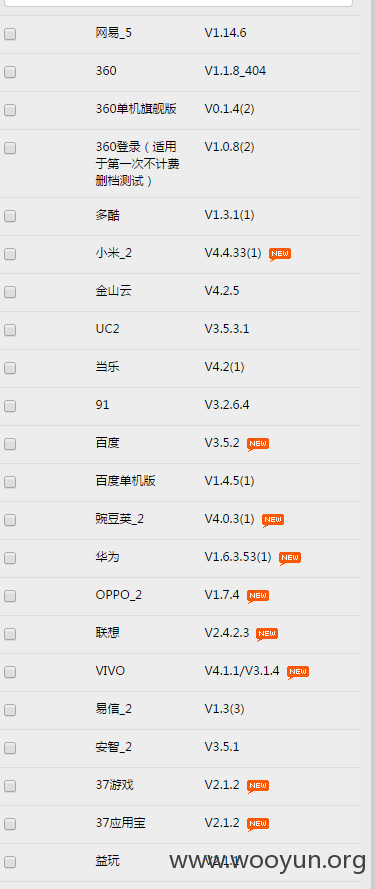 网易_5 V1.14.6
360 V1.1.8_404
360单机旗舰版 V0.1.4(2)
360登录（适用 V1.0.8(2)
于第一次不计费
删档测试）
多酷 V1.3.1(1)
小米_2 V4.4.33(1) NEW
金山云 V4.2.5
UC2 V3.5.3.1
当乐 V4.2(1)
91 V3.2.6.4
百度 V3.5.2 NEW
百度单机版 V1.4.5(1)
豌豆荚_2 V4.0.3(1) NEW
华为 V1.6.3.53(1) NEW
OPPO_2 V1.7.4 NEW
联想 V2.4.2.3 NEW
VIVO V4.1.1/V3.1.4 NEW
易信_2 V1.3(3)
安智_2 V3.5.1
37游戏 V2.1.2 NEW
37应用宝 V2.1.2 NEW
益玩
www.wooyun.org